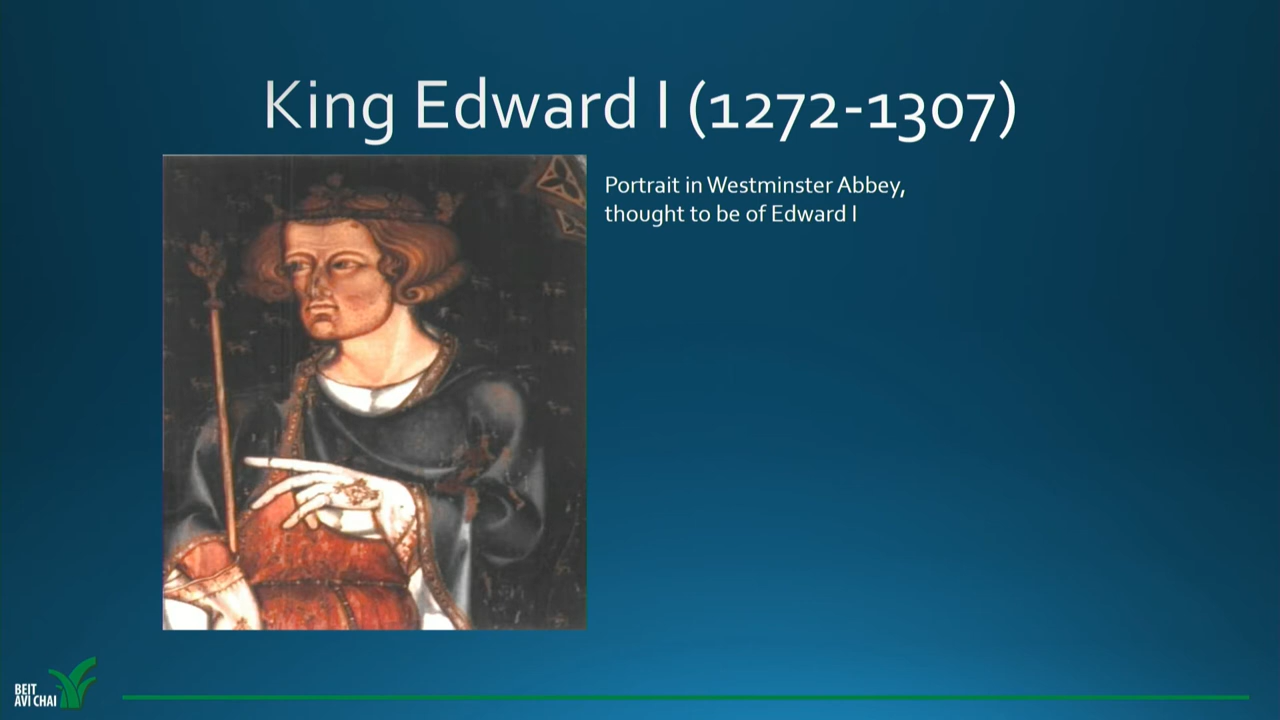 King Edward I (1272-1307)
Portrait in Westminster Abbey,
thought to be of Edward I
BEIT
AVI CHAI